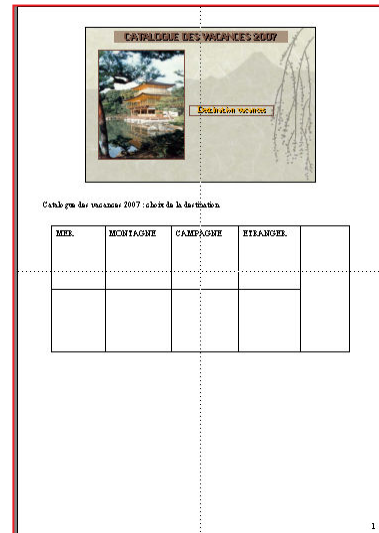 CATALOGUE DES VACANCES 2007
Destination vacances
Catalogue des vacances 2007 : choix de la destination
MER MONTAGNE CAMPAGNE ETRANGER
1